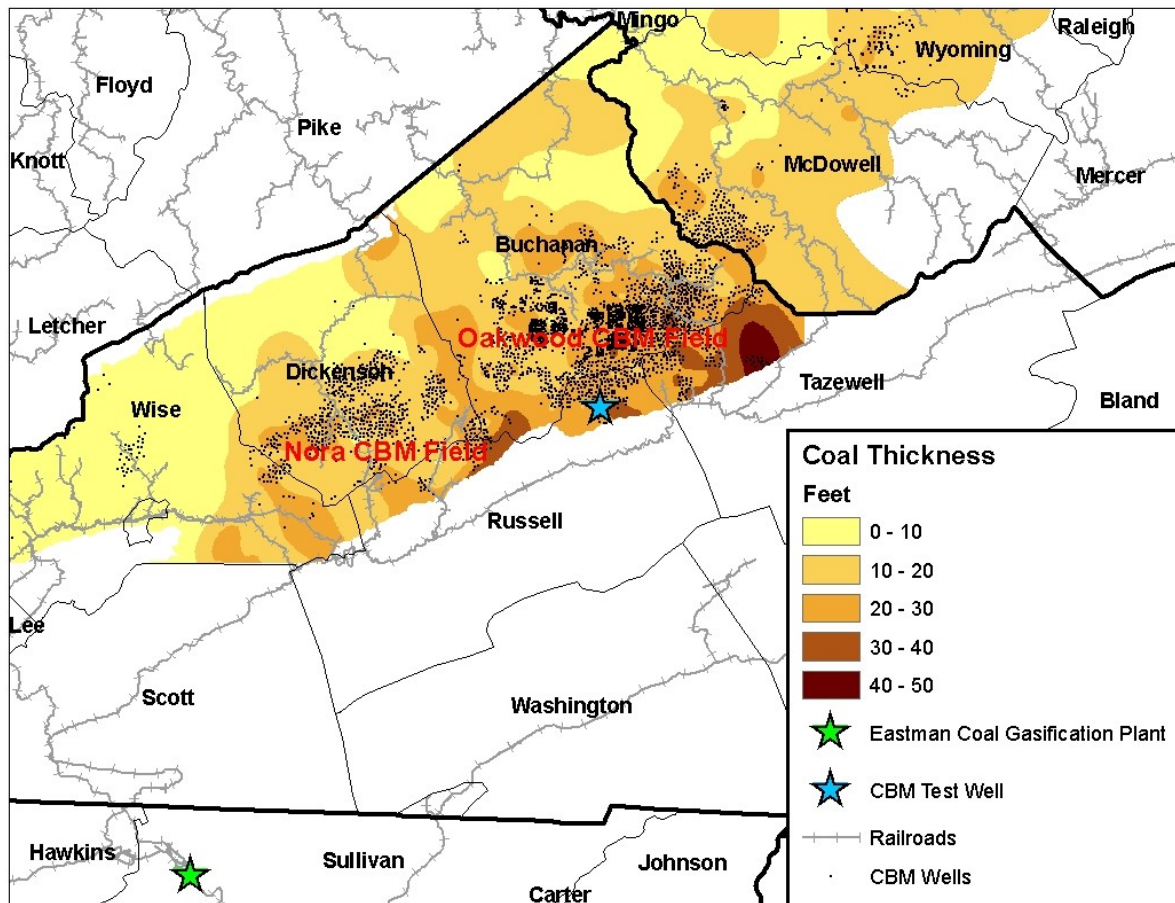 Mingo
Raleigh
Wyoming
Floyd
Pike
Knott
McDowell
Mercer
Buchanan
Letcher
Oakwood CBM Field
Dickenson
Tazewell
Wise
Bland
Nora CBM Field
Russell
Lee
Scott
Washington
Hawkins
Sullivan
Johnson
Carter
Coal Thickness
Feet
0 - 10
10 - 20
20 - 30
30 - 40
40 - 50
Eastman Coal Gasification Plant
CBM Test Well
Railroads
CBM Wells